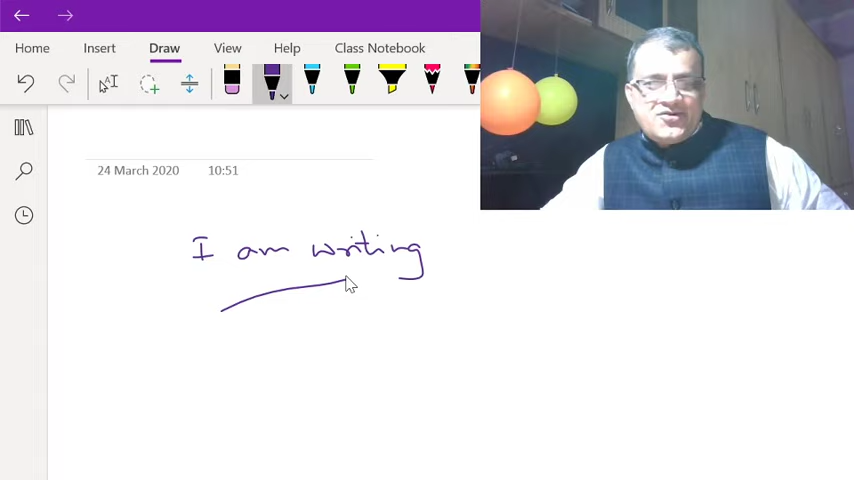 Home Insert Draw View Help Class Notebook
24 March 2020 10:51
I am writing